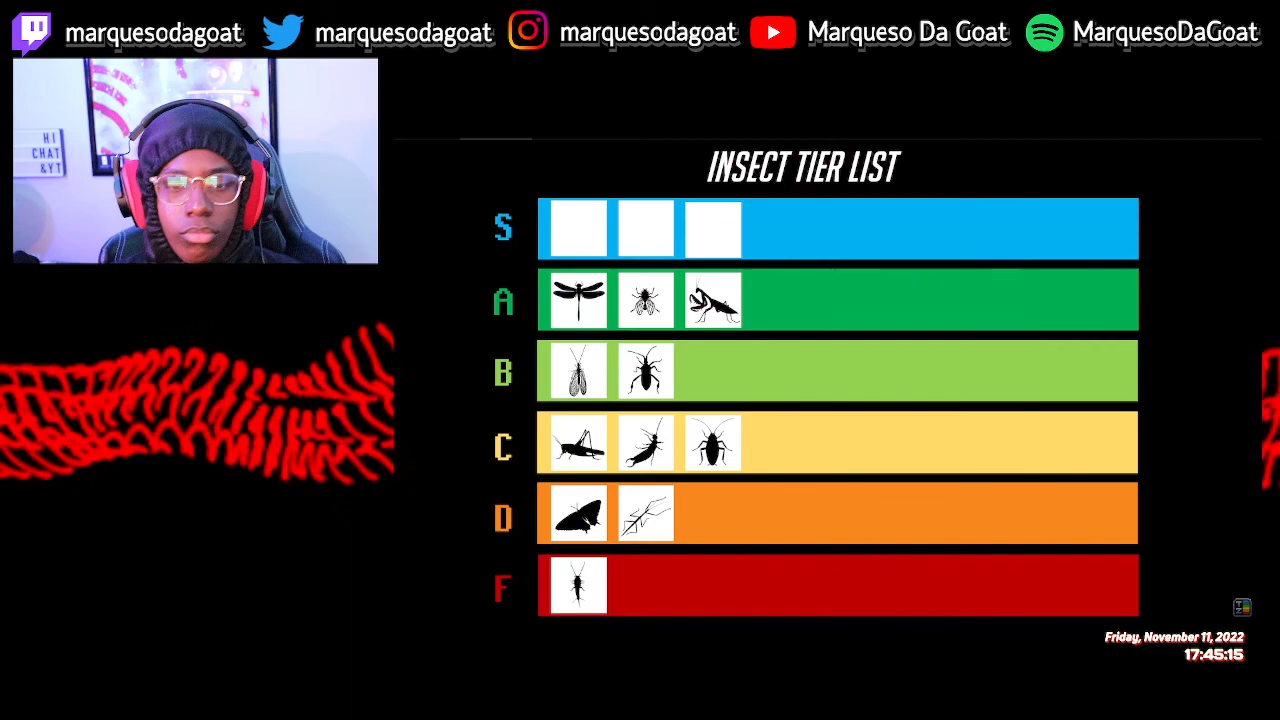 marquesodagoat marquesodagoat marquesodagoat Marqueso Da Goat MarquesoDaGoat
HI
CHAT
&YT
INSECT TIER LIST
S
A
B
C
D
F
Friday, November 11, 2022
17:45:15